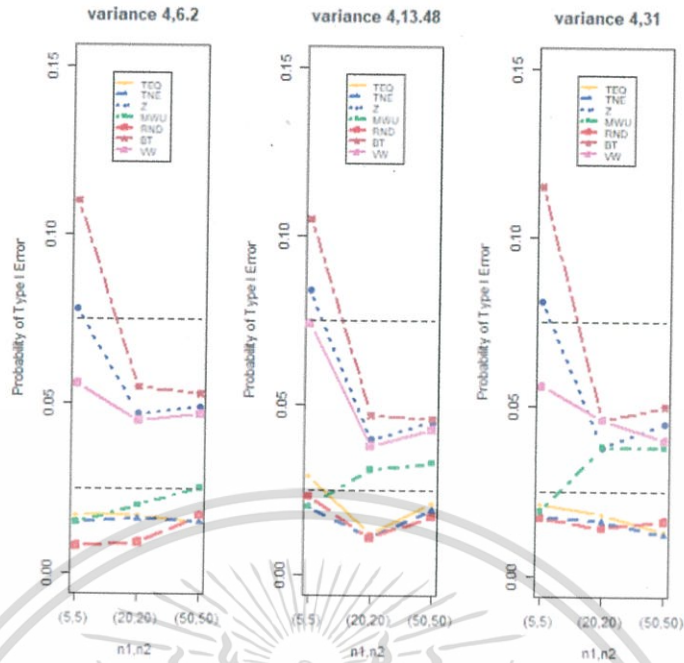 variance 4,6.2
Probability of Type I Error
0.15
0.10
0.05
0.00
TEQ
TNE
Z
MWU
RND
BT
VW
(5,5)
(20,20)
(50,50)
n1,n2
variance 4,13.48
Probability of Type I Error
0.15
0.10
0.05
0.00
TEQ
TNE
Z
MWU
RND
BT
VW
(5,5)
(20,20)
(50,50)
n1,n2
variance 4,31
Probability of Type I Error
0.15
0.10
0.05
0.00
TEQ
TNE
Z
MWU
RND
BT
VW
(5,5)
(20,20)
(50,50)
n1,n2